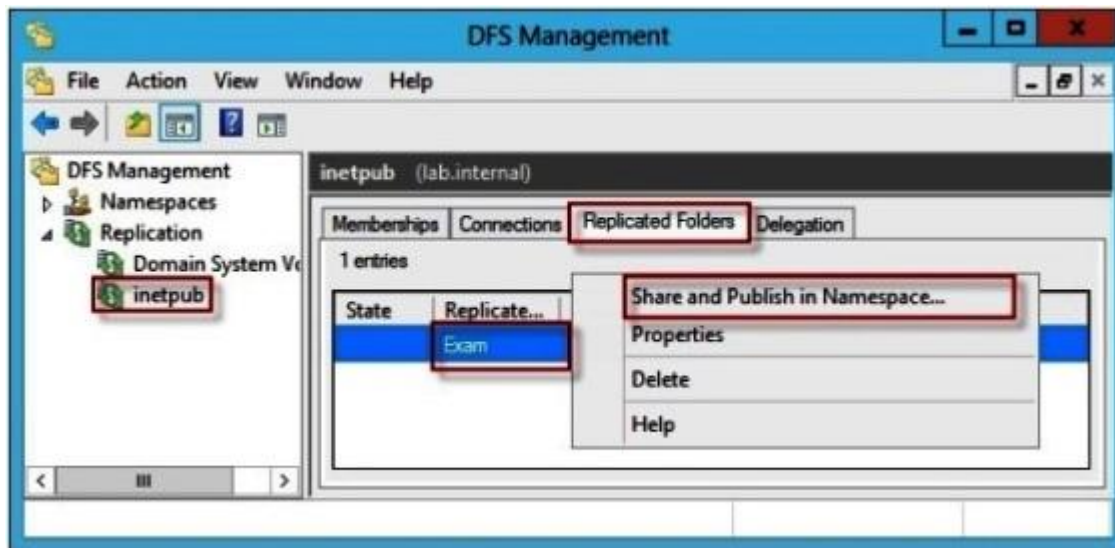 DFS Management
File Action View Window Help
DFS Management
Namespaces
Replication
Domain System Vo
inetpub
inetpub (lab.internal)
Memberships Connections Replicated Folders Delegation
1 entries
State Replicate...
Exam
Share and Publish in Namespace...
Properties
Delete
Help